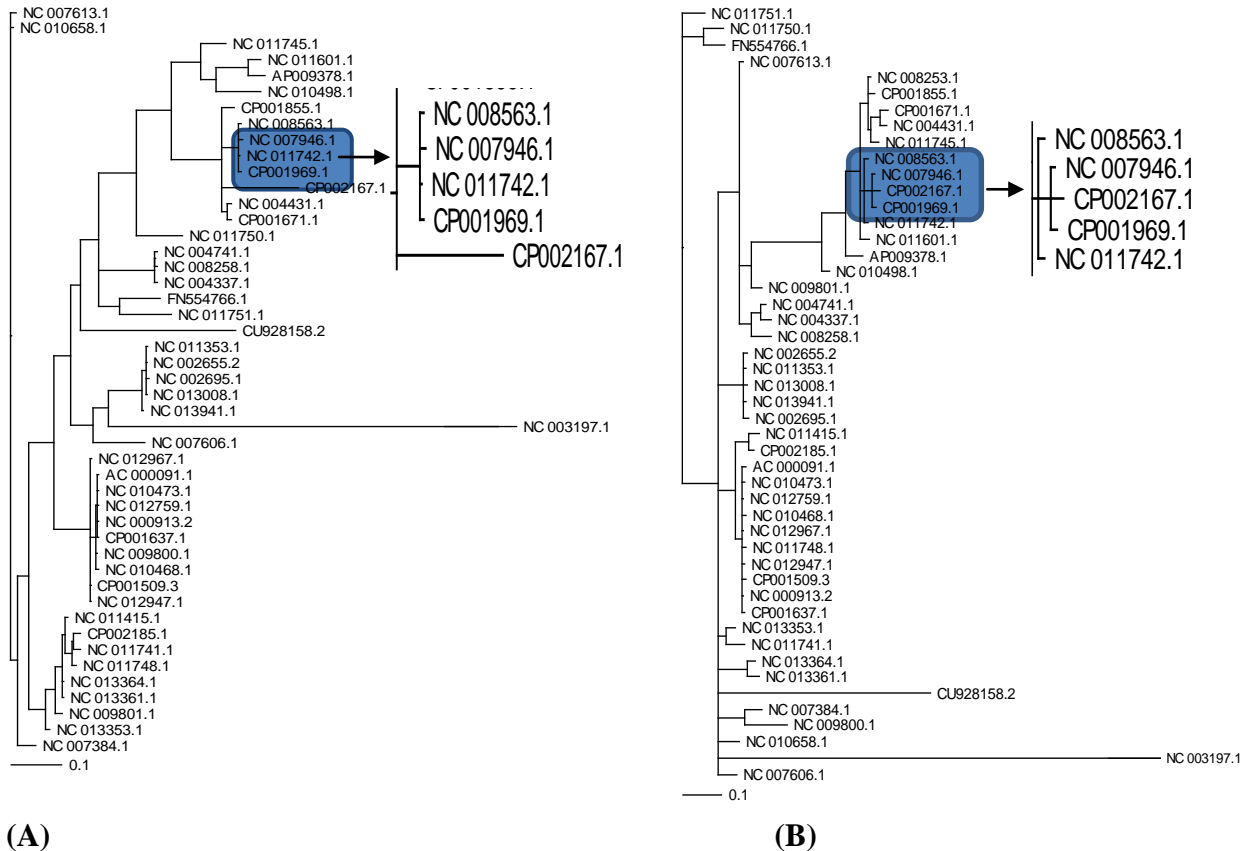 NC 007613.1
NC 010658.1
NC 011745.1
NC 011601.1
AP009378.1
NC 010498.1
CP001855.1
NC 008563.1
NC 007946.1
NC 011742.1
CP001969.1
CP002167.1
NC 004431.1
CP001671.1
NC 011750.1
NC 004741.1
NC 008258.1
NC 004337.1
FN554766.1
NC 011751.1
CU928158.2
NC 011353.1
NC 002655.2
NC 002695.1
NC 013008.1
NC 013941.1
NC 003197.1
NC 007606.1
NC 012967.1
AC 000091.1
NC 010473.1
NC 012759.1
NC 000913.2
CP001637.1
NC 009800.1
NC 010468.1
CP001509.3
NC 012947.1
NC 011415.1
CP002185.1
NC 011741.1
NC 011748.1
NC 013364.1
NC 013361.1
NC 009801.1
NC 013353.1
NC 007384.1
0.1
NC 008563.1
NC 007946.1
NC 011742.1
CP001969.1
CP002167.1
(A)
NC 011751.1
NC 011750.1
FN554766.1
NC 007613.1
NC 008253.1
CP001855.1
CP001671.1
NC 004431.1
NC 011745.1
NC 008563.1
NC 007946.1
CP002167.1
CP001969.1
NC 011742.1
NC 011601.1
AP009378.1
NC 010498.1
NC 009801.1
NC 004741.1
NC 004337.1
NC 008258.1
NC 002655.2
NC 011353.1
NC 013008.1
NC 013941.1
NC 002695.1
NC 011415.1
CP002185.1
AC 000091.1
NC 010473.1
NC 012759.1
NC 010468.1
NC 012967.1
NC 011748.1
NC 012947.1
CP001509.3
NC 000913.2
CP001637.1
NC 013353.1
NC 011741.1
NC 013364.1
NC 013361.1
CU928158.2
NC 007384.1
NC 009800.1
NC 010658.1
NC 003197.1
NC 007606.1
0.1
NC 008563.1
NC 007946.1
CP002167.1
CP001969.1
NC 011742.1
(B)